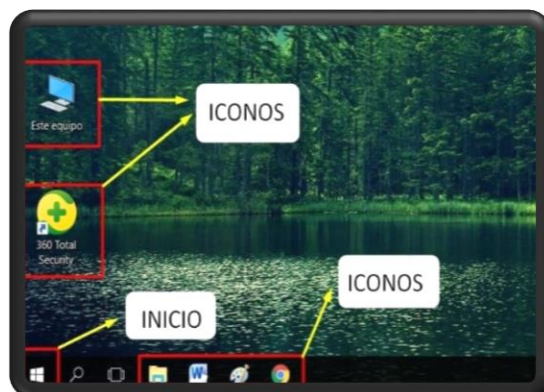 Este equipo
ICONOS
360 Total
Security
ICONOS
INICIO